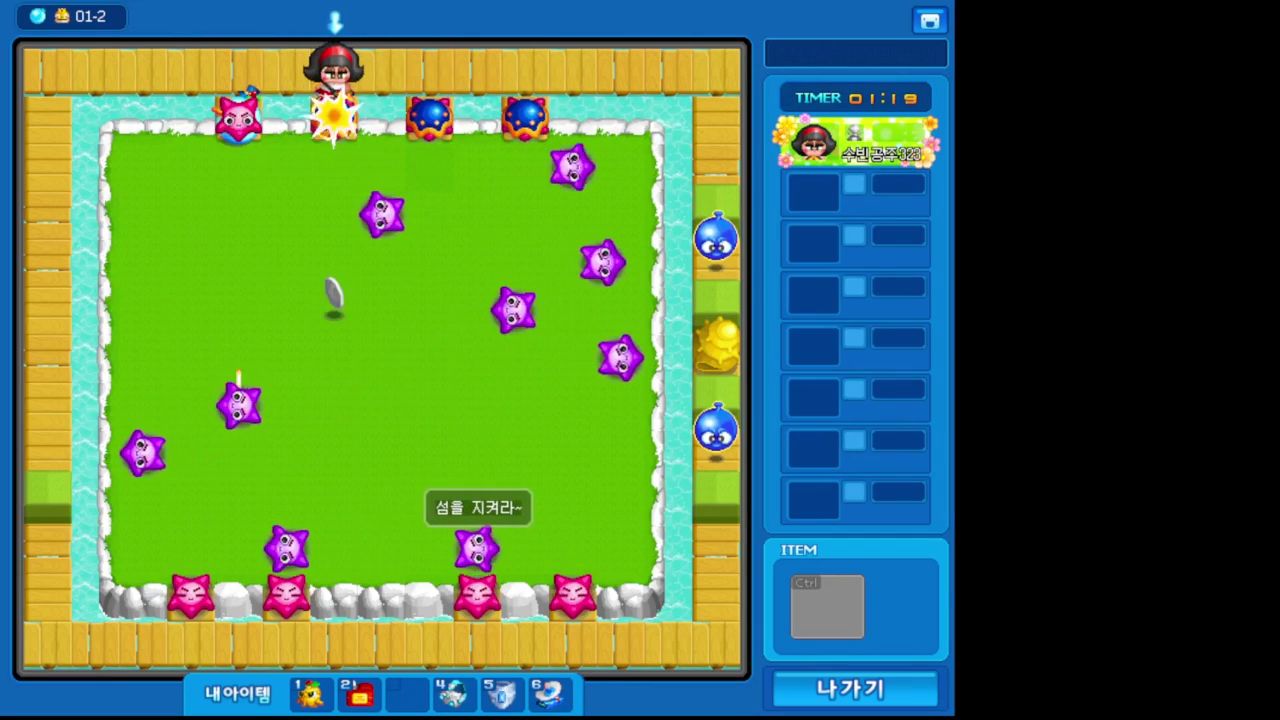 01-2
TIMER 01:19
수빈공주323
섬을 지켜라~
ITEM
Ctrl
내 아이템
1
2
4
5
6
나가기